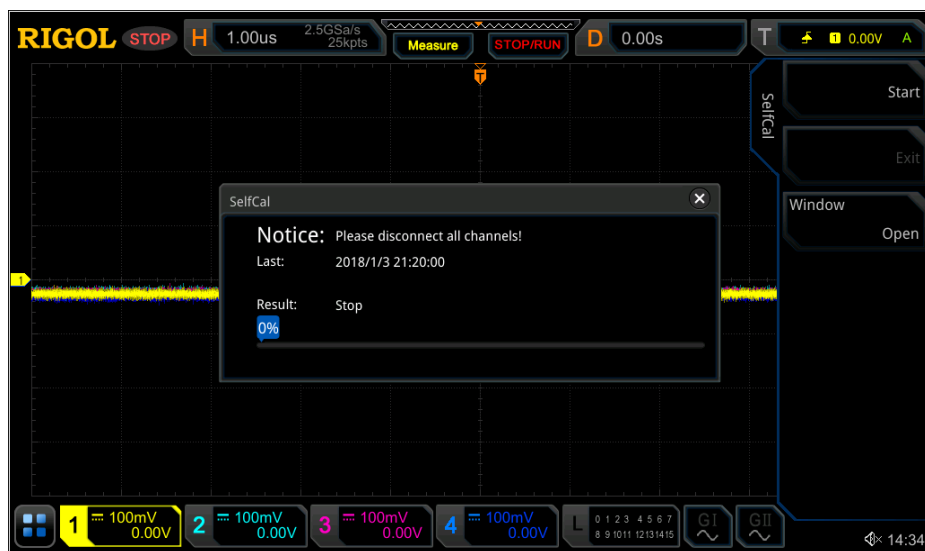 RIGOL STOP H 1.00us 2.5GSa/s 25kpts Measure STOP/RUN D 0.00s T 1 0.00V A
T
SelfCal
Start
Exit
Window
Open
SelfCal
Notice: Please disconnect all channels!
Last: 2018/1/3 21:20:00
Result: Stop
0%
1
1 100mV 0.00V 2 100mV 0.00V 3 100mV 0.00V 4 100mV 0.00V L 0 1 2 3 4 5 6 7 8 9 10 11 12 13 14 15 GI GII
14:34